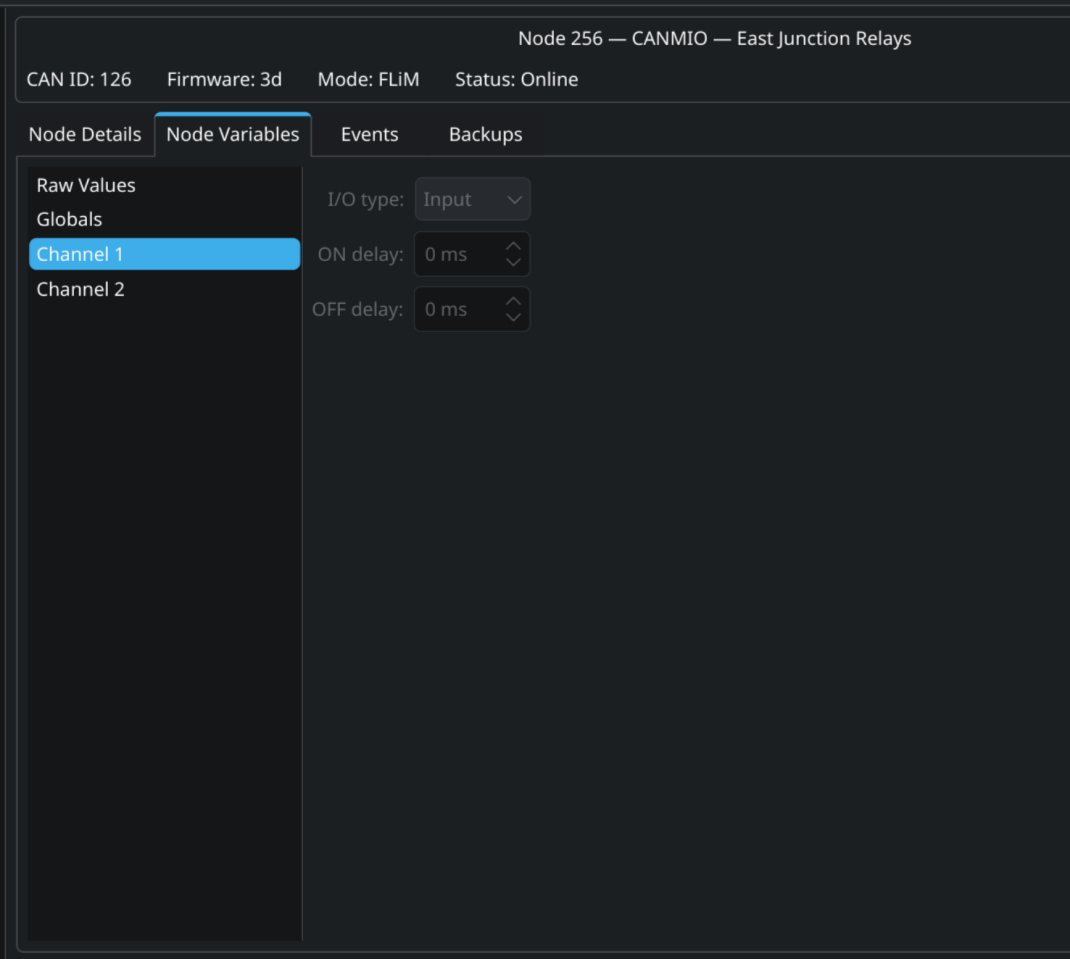 Node 256 — CANMIO — East Junction Relays
CAN ID: 126 Firmware: 3d Mode: FLiM Status: Online
Node Details Node Variables Events Backups
Raw Values
Globals
Channel 1
Channel 2
I/O type: Input
ON delay: 0 ms
OFF delay: 0 ms